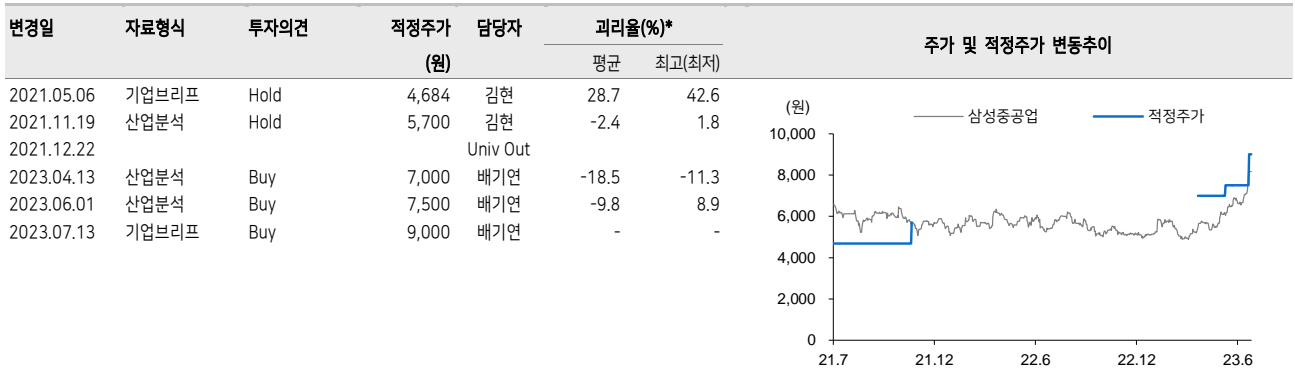 변경일 자료형식 투자의견 적정주가 담당자 괴리율(%)* 주가 및 적정주가 변동추이
(원) 평균 최고(최저)
2021.05.06 기업브리프 Hold 4,684 김현 28.7 42.6
2021.11.19 산업분석 Hold 5,700 김현 -2.4 1.8
2021.12.22 Univ Out
2023.04.13 산업분석 Buy 7,000 배기연 -18.5 -11.3
2023.06.01 산업분석 Buy 7,500 배기연 -9.8 8.9
2023.07.13 기업브리프 Buy 9,000 배기연 - -
(원) 삼성중공업 적정주가
10,000
8,000
6,000
4,000
2,000
0
21.7 21.12 22.6 22.12 23.6